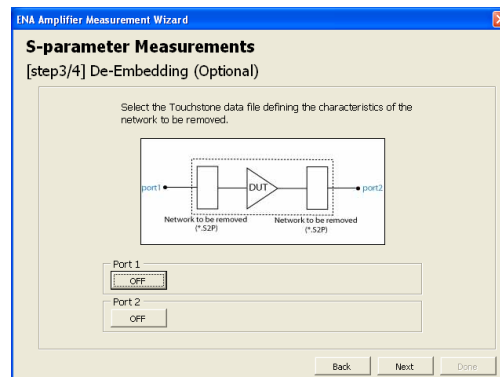 ENA Amplifier Measurement Wizard
S-parameter Measurements
[step3/4] De-Embedding (Optional)
Select the Touchstone data file defining the characteristics of the
network to be removed.
port1
DUT
port2
Network to be removed
(*.S2P)
Network to be removed
(*.S2P)
Port 1
OFF
Port 2
OFF
Back
Next
Done